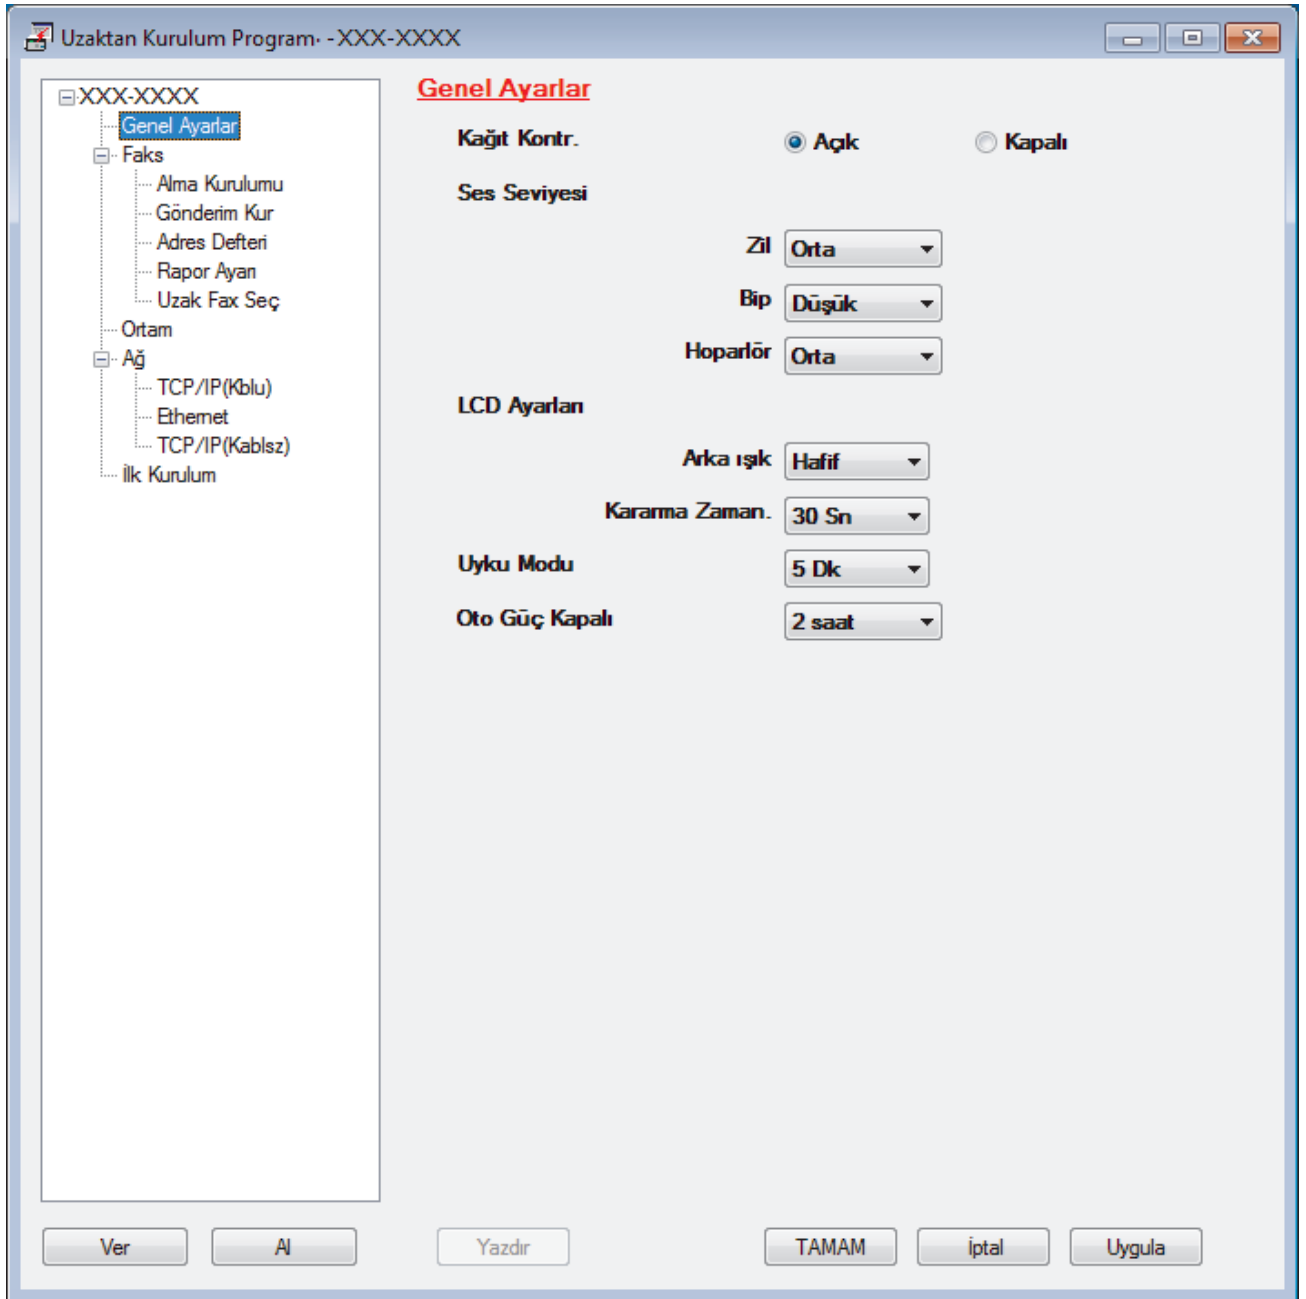 Uzaktan Kurulum Program· - XXX-XXXX
XXX-XXXX
Genel Ayarlar
Faks
Alma Kurulumu
Gönderim Kur
Adres Defteri
Rapor Ayarı
Uzak Fax Seç
Ortam
Ağ
TCP/IP(Kblu)
Ethernet
TCP/IP(Kablsz)
İlk Kurulum
Genel Ayarlar
Kağıt Kontr. Açık Kapalı
Ses Seviyesi
Zil Orta
Bip Düşük
Hoparlör Orta
LCD Ayarları
Arka ışık Hafif
Kararma Zaman. 30 Sn
Uyku Modu 5 Dk
Oto Güç Kapalı 2 saat
Ver Al Yazdır TAMAM İptal Uygula